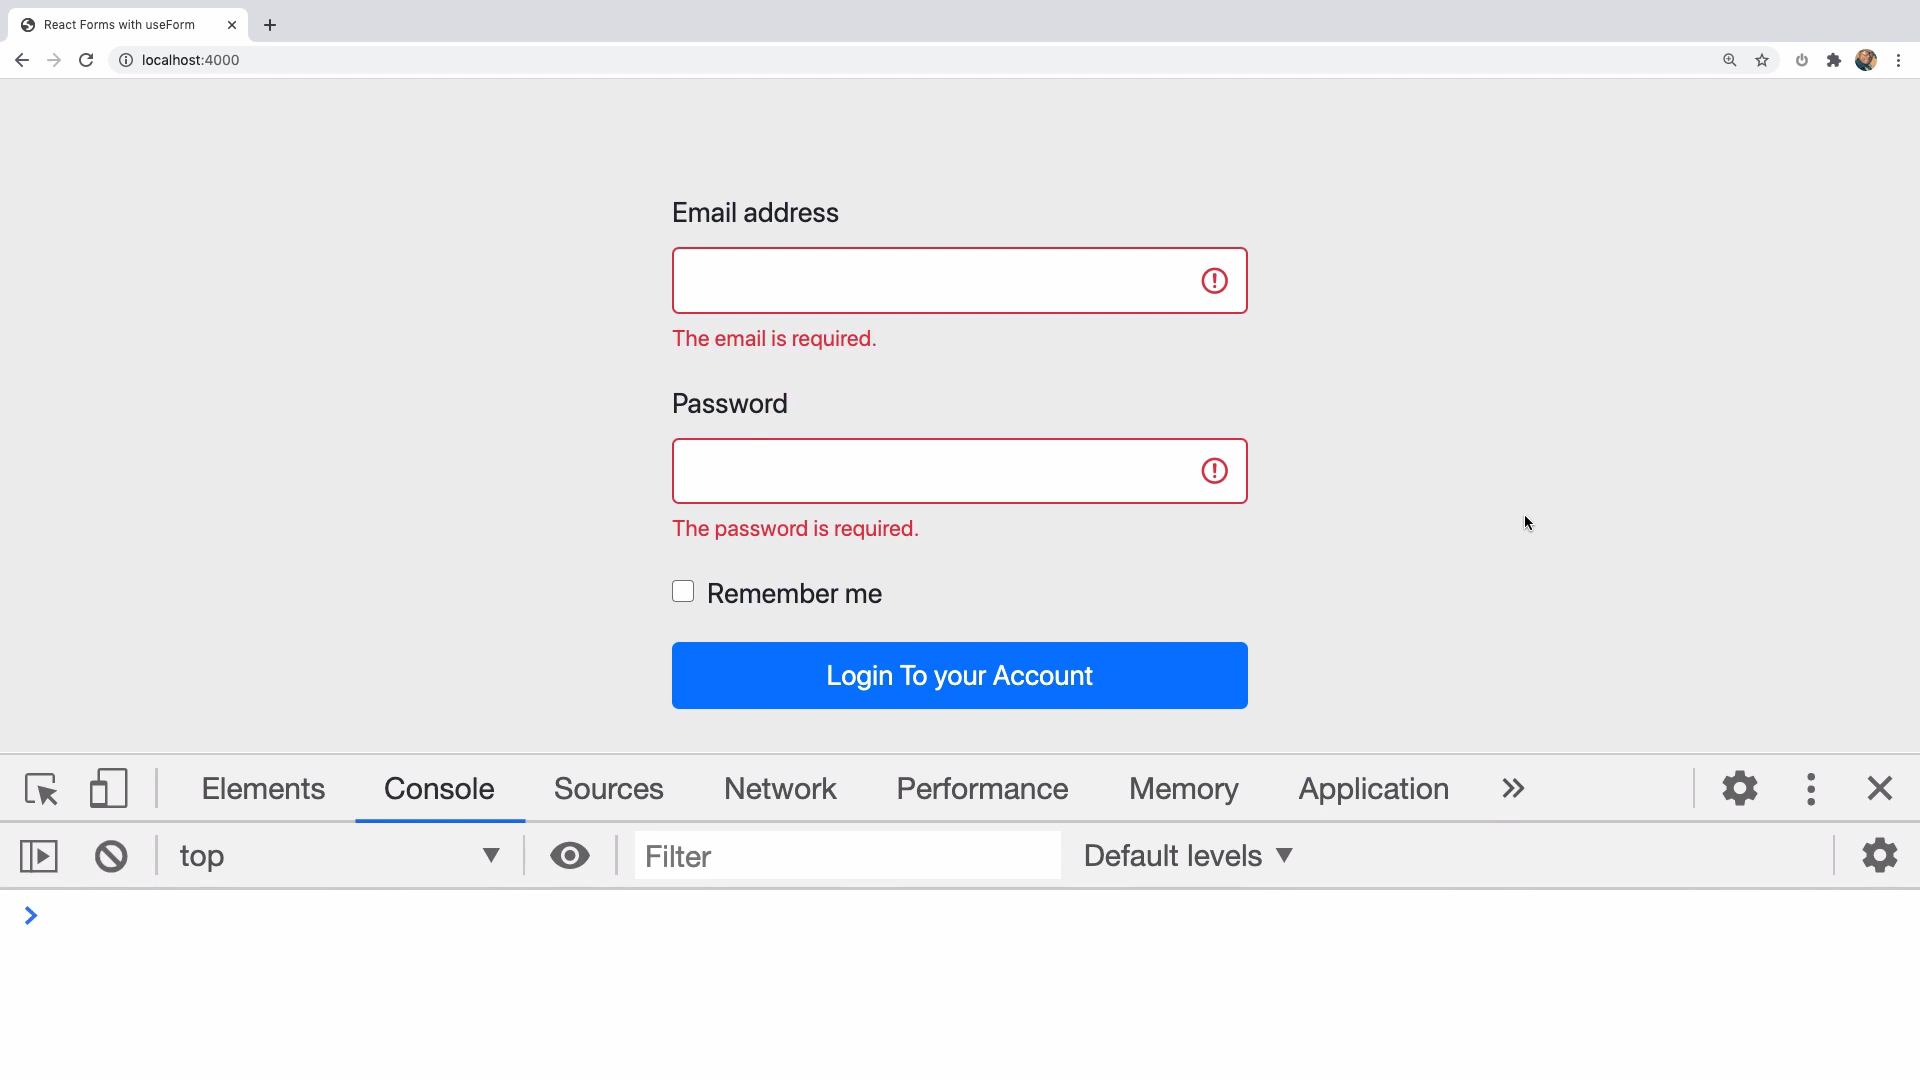 React Forms with useForm
localhost:4000
Email address
The email is required.
Password
The password is required.
Remember me
Login To your Account
Elements Console Sources Network Performance Memory Application
top Filter Default levels